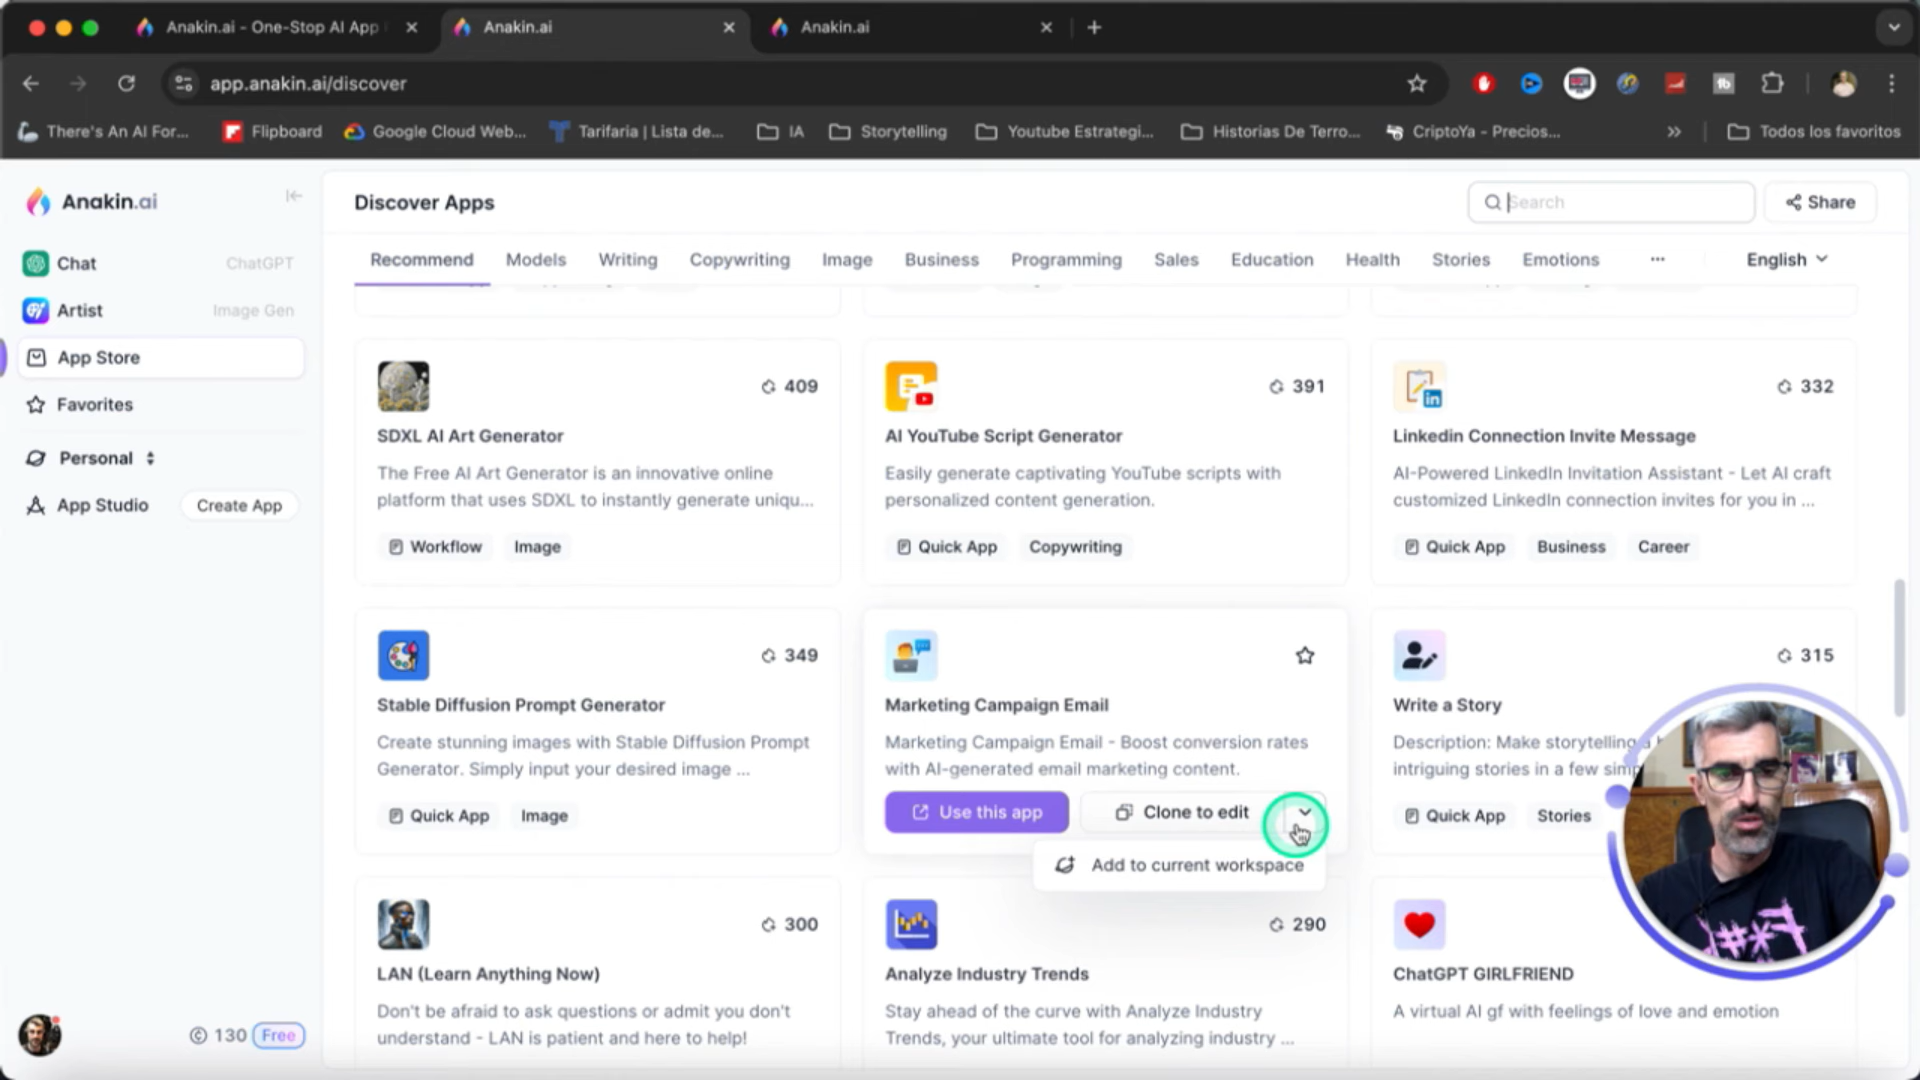 Anakin.ai - One-Stop AI App
Anakin.ai
Anakin.ai
app.anakin.ai/discover
There's An AI For...
Flipboard
Google Cloud Web...
Tarifaria | Lista de...
IA
Storytelling
Youtube Estrategi...
Historias De Terro...
CriptoYa - Precios...
Todos los favoritos
Anakin.ai
Discover Apps
Search
Share
Chat
ChatGPT
Artist
Image Gen
App Store
Favorites
Personal
App Studio
Create App
Recommend
Models
Writing
Copywriting
Image
Business
Programming
Sales
Education
Health
Stories
Emotions
...
English
409
SDXL AI Art Generator
The Free AI Art Generator is an innovative online
platform that uses SDXL to instantly generate uniqu...
Workflow
Image
391
AI YouTube Script Generator
Easily generate captivating YouTube scripts with
personalized content generation.
Quick App
Copywriting
332
Linkedin Connection Invite Message
AI-Powered LinkedIn Invitation Assistant - Let AI craft
customized LinkedIn connection invites for you in ...
Quick App
Business
Career
349
Stable Diffusion Prompt Generator
Create stunning images with Stable Diffusion Prompt
Generator. Simply input your desired image ...
Quick App
Image
Marketing Campaign Email
Marketing Campaign Email - Boost conversion rates
with AI-generated email marketing content.
Use this app
Clone to edit
Add to current workspace
315
Write a Story
Description: Make storytelling a
intriguing stories in a few
Quick App
Stories
300
LAN (Learn Anything Now)
Don't be afraid to ask questions or admit you don't
understand - LAN is patient and here to help!
290
Analyze Industry Trends
Stay ahead of the curve with Analyze Industry
Trends, your ultimate tool for analyzing industry ...
ChatGPT GIRLFRIEND
A virtual AI gf with feelings of love and emotion
130
Free